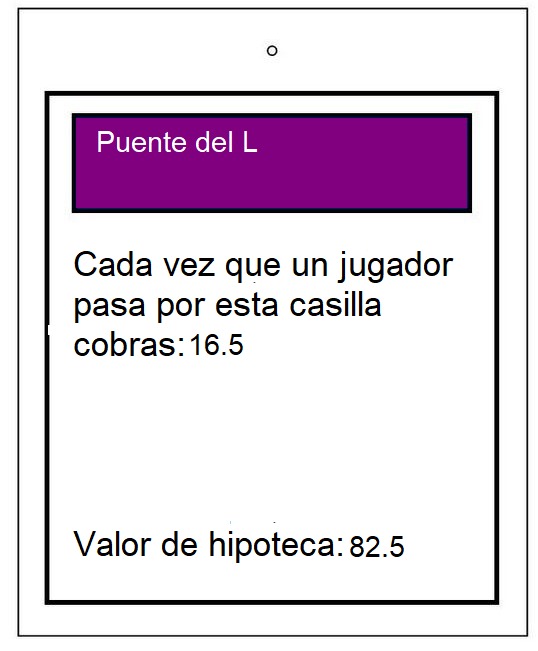 Puente del L
Cada vez que un jugador
pasa por esta casilla
cobras: 16.5
Valor de hipoteca: 82.5